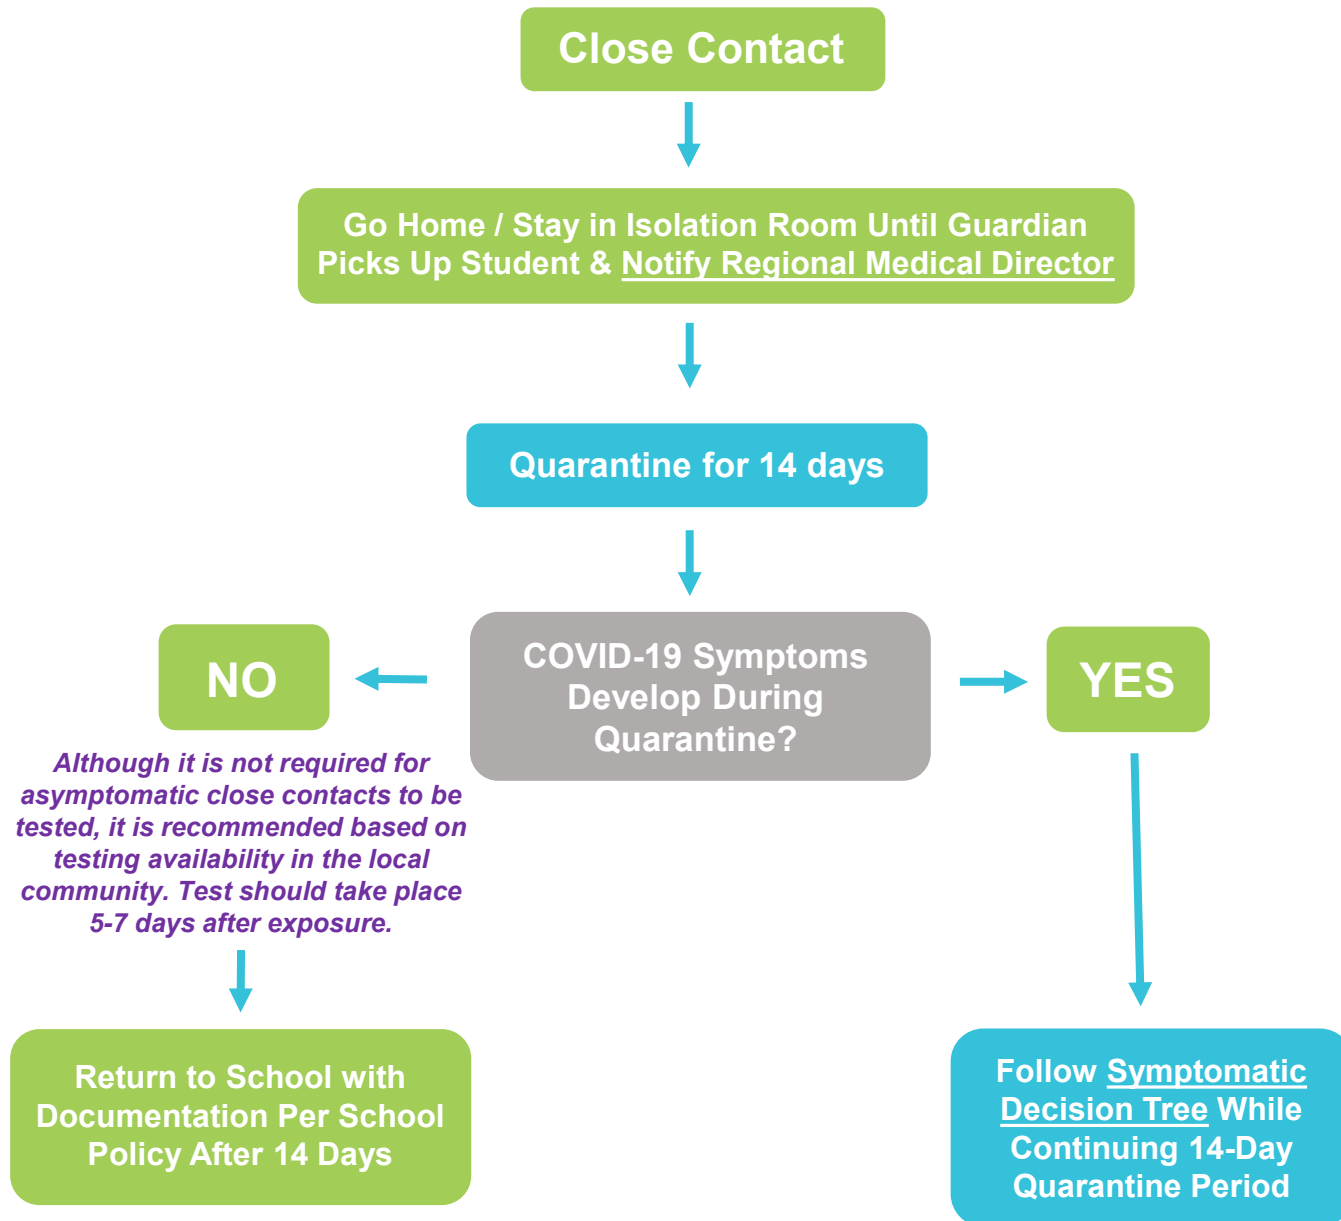 Close Contact
Go Home / Stay in Isolation Room Until Guardian
Picks Up Student & Notify Regional Medical Director
Quarantine for 14 days
COVID-19 Symptoms
Develop During
Quarantine?
NO
Although it is not required for
asymptomatic close contacts to be
tested, it is recommended based on
testing availability in the local
community. Test should take place
5-7 days after exposure.
Return to School with
Documentation Per School
Policy After 14 Days
YES
Follow Symptomatic
Decision Tree While
Continuing 14-Day
Quarantine Period